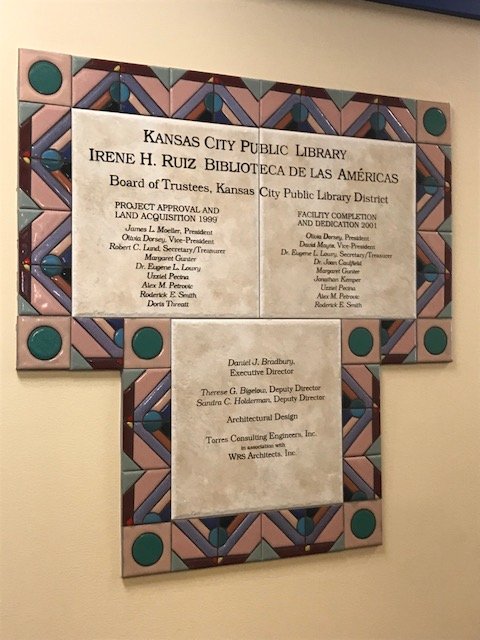 KANSAS CITY PUBLIC LIBRARY
IRENE H. RUIZ BIBLIOTECA DE LAS AMÉRICAS
Board of Trustees, Kansas City Public Library District
PROJECT APPROVAL AND
LAND ACQUISITION 1999
James L. Moeller, President
Olivia Dorsey, Vice-President
Robert C. Lund, Secretary/Treasurer
Margaret Gunter
Dr. Eugene L. Lowry
Uzziel Pecina
Alex M. Petrovic
Roderick E. Smith
Doris Threatt
FACILITY COMPLETION
AND DEDICATION 2001
Olivia Dorsey, President
David Mayta, Vice-President
Dr. Eugene L. Lowry, Secretary/Treasurer
Dr. Joan Caulfield
Margaret Gunter
Jonathan Kemper
Uzziel Pecina
Alex M. Petrovic
Roderick E. Smith
Daniel J. Bradbury,
Executive Director
Therese G. Bigelow, Deputy Director
Sandra C. Holderman, Deputy Director
Architectural Design
Torres Consulting Engineers, Inc.
in association with
WRS Architects, Inc.